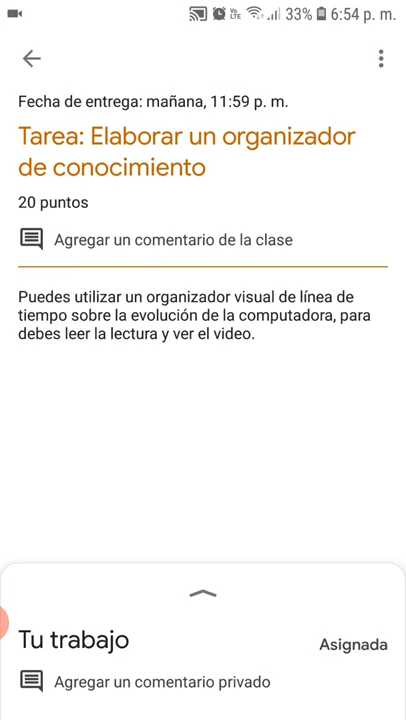 Vo
LTE
33%
6:54 p. m.
Fecha de entrega: mañana, 11:59 p. m.
Tarea: Elaborar un organizador
de conocimiento
20 puntos
Agregar un comentario de la clase
Puedes utilizar un organizador visual de línea de
tiempo sobre la evolución de la computadora, para
debes leer la lectura y ver el video.
Tu trabajo
Asignada
Agregar un comentario privado